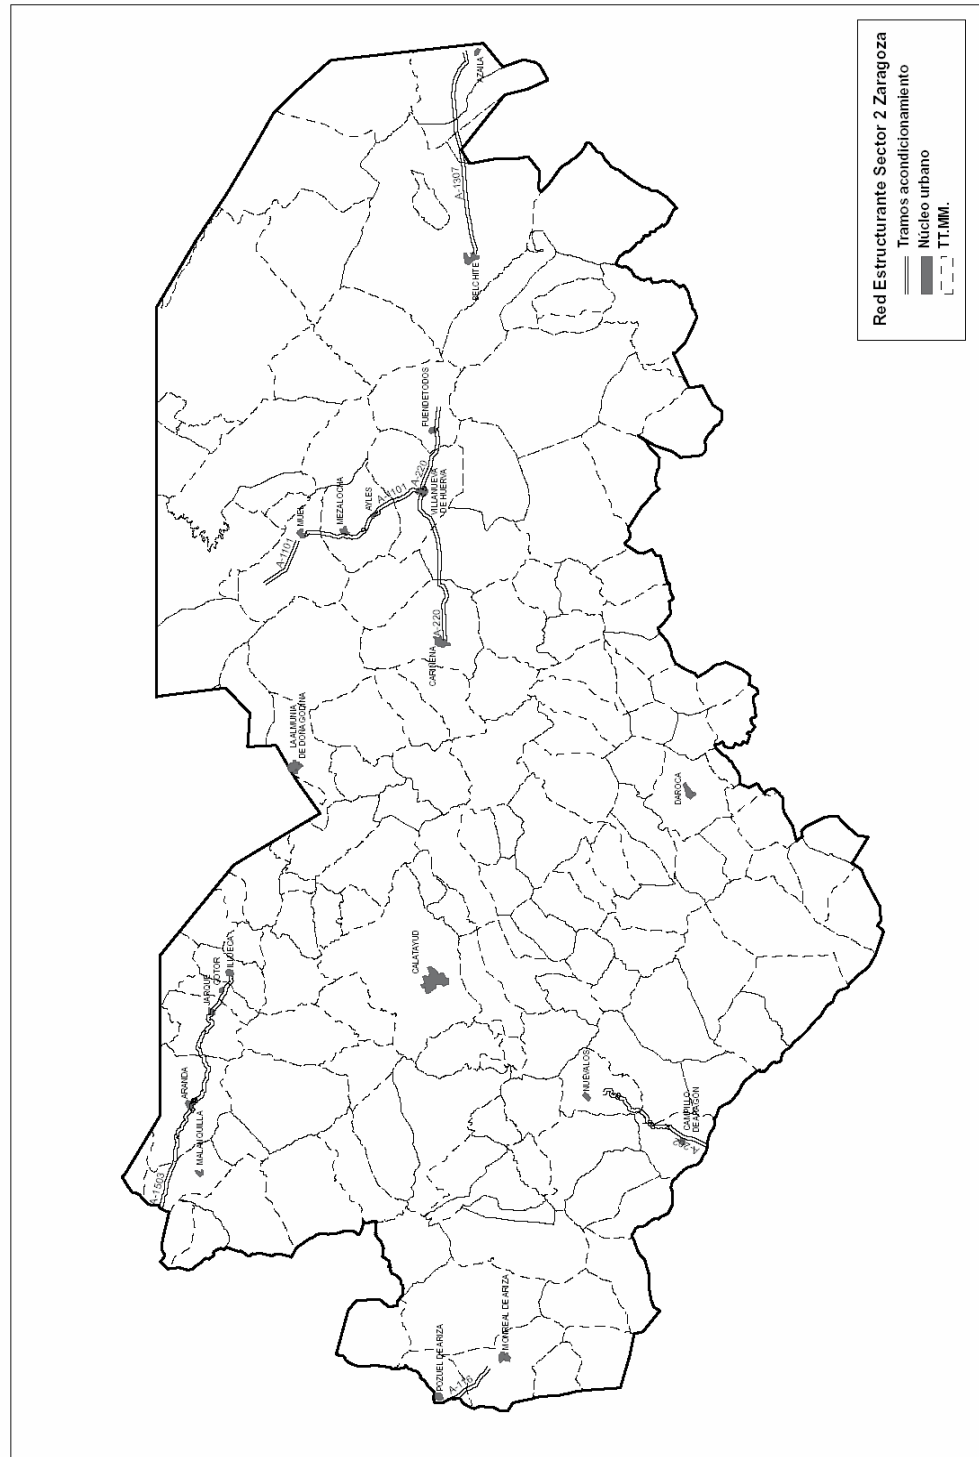 Red Estructurante Sector 2 Zaragoza
Tramos acondicionamiento
Núcleo urbano
TT.MM.
A-1503
MALANQUILLA
ARANDA
JARQUE
GOTOR
ILLUECA
LA ALMUNIA
DE DOÑA GODINA
A-1101
MUEL
MEZALOCHA
AYLES
A-1101
A-220
VILLANUEVA
DE HUERVA
FUENDETODOS
CARIÑENA
A-220
BELCHITE
A-1307
AZAILA
POZUEL DE ARIZA
MONREAL DE ARIZA
CALATAYUD
NUEVALOS
CAMPILLO
DE ARAGON
DAROCA